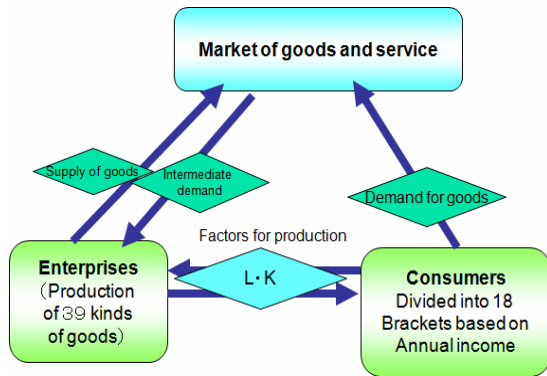 Market of goods and service
Supply of goods
Intermediate
demand
Demand for goods
Factors for production
L・K
Enterprises
（Production
of 39 kinds
of goods）
Consumers
Divided into 18
Brackets based on
Annual income